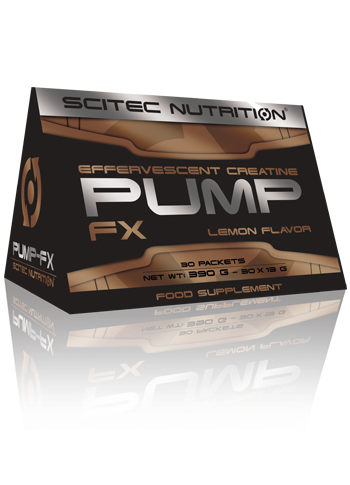 SCITEC NUTRITION®
EFFERVESCENT CREATINE
PUMP
FX
LEMON FLAVOR
30 PACKETS
NET WT: 390 G - 30 X 13 G
FOOD SUPPLEMENT
PUMP-FX
SCITEC NUTRITION